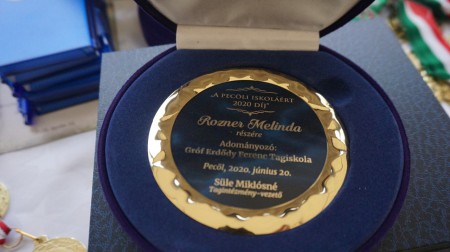 "A PECÖLI ISKOLÁÉRT
2020 DÍJ"
Rozner Melinda
részére
Adományozó:
Gróf Erdődy Ferenc Tagiskola
Pecöl, 2020. június 20.
Süle Miklósné
Tagintézmény-vezető